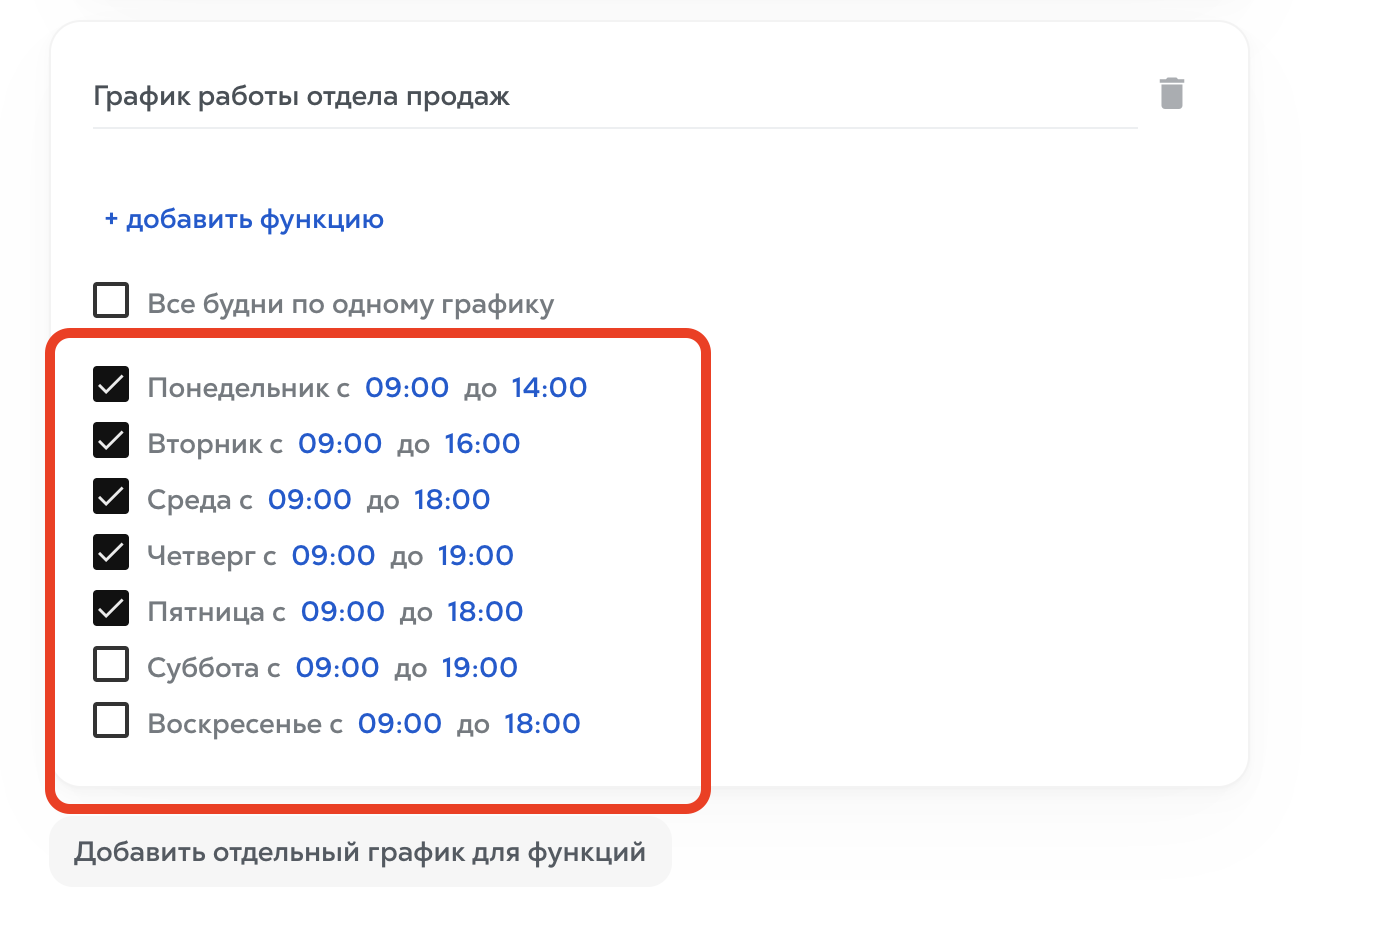 График работы отдела продаж
+ добавить функцию
Все будни по одному графику
Понедельник с 09:00 до 14:00
Вторник с 09:00 до 16:00
Среда с 09:00 до 18:00
Четверг с 09:00 до 19:00
Пятница с 09:00 до 18:00
Суббота с 09:00 до 19:00
Воскресенье с 09:00 до 18:00
Добавить отдельный график для функций